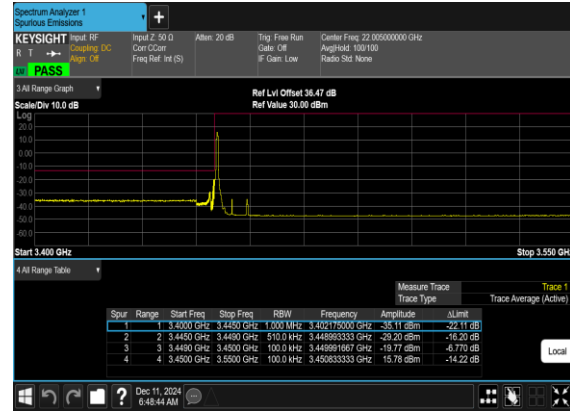 Spectrum Analyzer 1
Spurious Emissions
KEYSIGHT Input: RF Input Z: 50 Ω Atten: 20 dB Trig: Free Run Center Freq: 22.005000000 GHz
R T Coupling: DC Corr CCorr Gate: Off Avg|Hold: 100/100
Align: Off Freq Ref: Int (S) IF Gain: Low Radio Std: None
PASS
3 All Range Graph Ref Lvl Offset 36.47 dB
Scale/Div 10.0 dB Ref Value 30.00 dBm
Log
20.0
10.0
0.00
-10.0
-20.0
-30.0
-40.0
-50.0
-60.0
Start 3.400 GHz Stop 3.550 GH
4 All Range Table
Measure Trace Trace 1
Trace Type Trace Average (Active)
Spur Range Start Freq Stop Freq RBW Frequency Amplitude ΔLimit
1 1 3.4000 GHz 3.4450 GHz 1.000 MHz 3.402175000 GHz -35.11 dBm -22.11 dB
2 2 3.4450 GHz 3.4490 GHz 510.0 kHz 3.448993333 GHz -29.20 dBm -16.20 dB
3 3 3.4490 GHz 3.4500 GHz 100.0 kHz 3.449991667 GHz -19.77 dBm -6.770 dB
4 4 3.4500 GHz 3.5500 GHz 100.0 kHz 3.450833333 GHz 15.78 dBm -14.22 dB
Local
Dec 11, 2024
6:48:44 AM